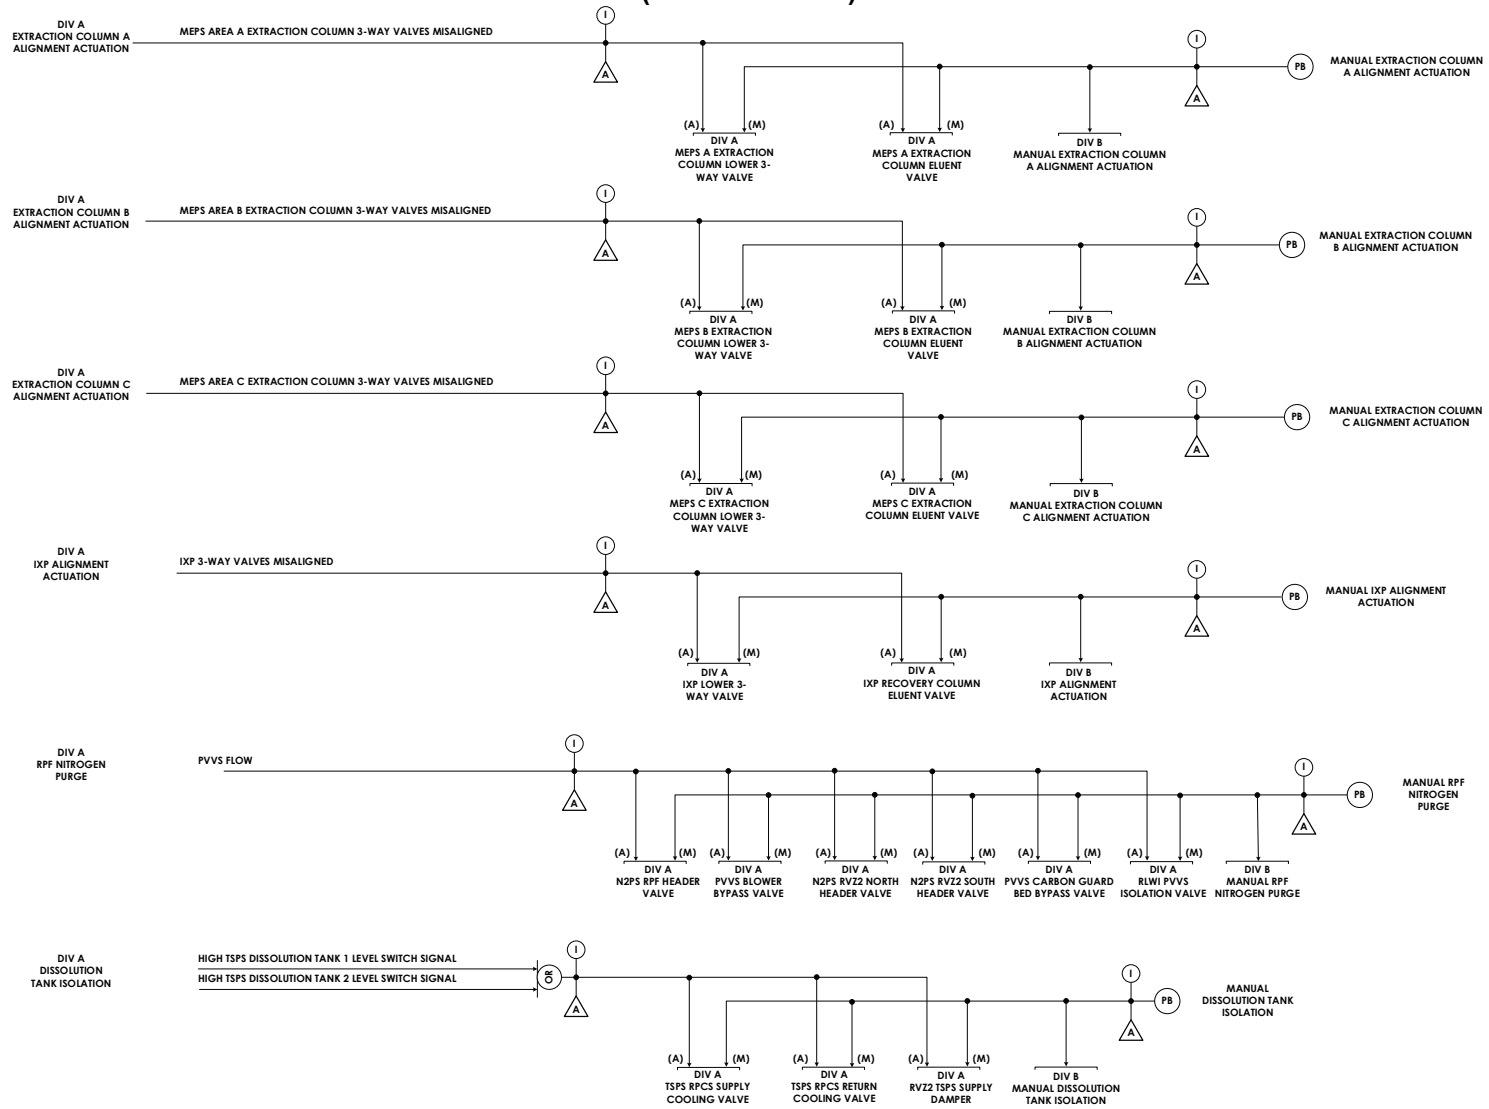 DIV A
EXTRACTION COLUMN A
ALIGNMENT ACTUATION
MEPS AREA A EXTRACTION COLUMN 3-WAY VALVES MISALIGNED
I
A
I
A
PB
MANUAL EXTRACTION COLUMN
A ALIGNMENT ACTUATION
(A) (M)
DIV A
MEPS A EXTRACTION
COLUMN LOWER 3-
WAY VALVE
(A) (M)
DIV A
MEPS A EXTRACTION
COLUMN ELUENT
VALVE
DIV B
MANUAL EXTRACTION COLUMN
A ALIGNMENT ACTUATION
DIV A
EXTRACTION COLUMN B
ALIGNMENT ACTUATION
MEPS AREA B EXTRACTION COLUMN 3-WAY VALVES MISALIGNED
I
A
I
A
PB
MANUAL EXTRACTION COLUMN
B ALIGNMENT ACTUATION
(A) (M)
DIV A
MEPS B EXTRACTION
COLUMN LOWER 3-
WAY VALVE
(A) (M)
DIV A
MEPS B EXTRACTION
COLUMN ELUENT
VALVE
DIV B
MANUAL EXTRACTION COLUMN
B ALIGNMENT ACTUATION
DIV A
EXTRACTION COLUMN C
ALIGNMENT ACTUATION
MEPS AREA C EXTRACTION COLUMN 3-WAY VALVES MISALIGNED
I
A
I
A
PB
MANUAL EXTRACTION COLUMN
C ALIGNMENT ACTUATION
(A) (M)
DIV A
MEPS C EXTRACTION
COLUMN LOWER 3-
WAY VALVE
(A) (M)
DIV A
MEPS C EXTRACTION
COLUMN ELUENT VALVE
DIV B
MANUAL EXTRACTION COLUMN
C ALIGNMENT ACTUATION
DIV A
IXP ALIGNMENT
ACTUATION
IXP 3-WAY VALVES MISALIGNED
I
A
I
A
PB
MANUAL IXP ALIGNMENT
ACTUATION
(A) (M)
DIV A
IXP LOWER 3-
WAY VALVE
(A) (M)
DIV A
IXP RECOVERY COLUMN
ELUENT VALVE
DIV B
IXP ALIGNMENT
ACTUATION
DIV A
RPF NITROGEN
PURGE
PVVS FLOW
I
A
I
A
PB
MANUAL RPF
NITROGEN
PURGE
(A) (M)
DIV A
N2PS RPF HEADER
VALVE
(A) (M)
DIV A
PVVS BLOWER
BYPASS VALVE
(A) (M)
DIV A
N2PS RVZ2 NORTH
HEADER VALVE
(A) (M)
DIV A
N2PS RVZ2 SOUTH
HEADER VALVE
(A) (M)
DIV A
PVVS CARBON GUARD
BED BYPASS VALVE
(A) (M)
DIV A
RLWI PVVS
ISOLATION VALVE
DIV B
MANUAL RPF
NITROGEN PURGE
DIV A
DISSOLUTION
TANK ISOLATION
HIGH TSPS DISSOLUTION TANK 1 LEVEL SWITCH SIGNAL
HIGH TSPS DISSOLUTION TANK 2 LEVEL SWITCH SIGNAL
OR
I
A
I
A
PB
MANUAL
DISSOLUTION TANK
ISOLATION
(A) (M)
DIV A
TSPS RPCS SUPPLY
COOLING VALVE
(A) (M)
DIV A
TSPS RPCS RETURN
COOLING VALVE
(A) (M)
DIV A
RVZ2 TSPS SUPPLY
DAMPER
DIV B
MANUAL DISSOLUTION
TANK ISOLATION